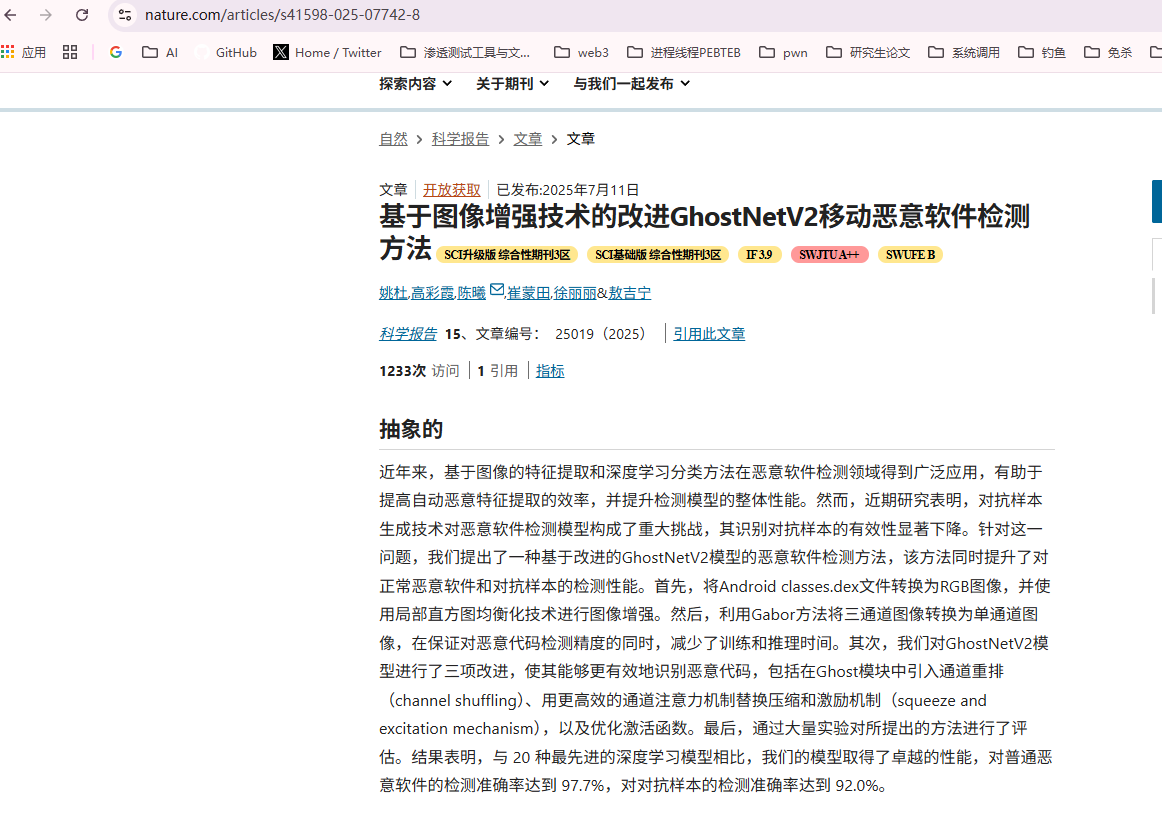 nature.com/articles/s41598-025-07742-8
应用 AI GitHub Home / Twitter 渗透测试工具与文... web3 进程线程PEBTEB pwn 研究生论文 系统调用 钓鱼 免杀
探索内容 关于期刊 与我们一起发布
自然 > 科学报告 > 文章 > 文章
文章 | 开放获取 | 已发布:2025年7月11日
基于图像增强技术的改进GhostNetV2移动恶意软件检测
方法 SCI升级版 综合性期刊3区 SCI基础版 综合性期刊3区 IF 3.9 SWJTU A++ SWUFE B
姚杜,高彩霞,陈曦,崔蒙田,徐丽丽&敖吉宁
科学报告 15、文章编号: 25019(2025) | 引用此文章
1233次 访问 | 1 引用 | 指标
抽象的
近年来，基于图像的特征提取和深度学习分类方法在恶意软件检测领域得到广泛应用，有助于
提高自动恶意特征提取的效率，并提升检测模型的整体性能。然而，近期研究表明，对抗样本
生成技术对恶意软件检测模型构成了重大挑战，其识别对抗样本的有效性显著下降。针对这一
问题，我们提出了一种基于改进的GhostNetV2模型的恶意软件检测方法，该方法同时提升了对
正常恶意软件和对抗样本的检测性能。首先，将Android classes.dex文件转换为RGB图像，并使
用局部直方图均衡化技术进行图像增强。然后，利用Gabor方法将三通道图像转换为单通道图
像，在保证对恶意代码检测精度的同时，减少了训练和推理时间。其次，我们对GhostNetV2模
型进行了三项改进，使其能够更有效地识别恶意代码，包括在Ghost模块中引入通道重排
（channel shuffling）、用更高效的通道注意力机制替换压缩和激励机制（squeeze and
excitation mechanism），以及优化激活函数。最后，通过大量实验对所提出的方法进行了评
估。结果表明，与 20 种最先进的深度学习模型相比，我们的模型取得了卓越的性能，对普通恶
意软件的检测准确率达到 97.7%，对对抗样本的检测准确率达到 92.0%。